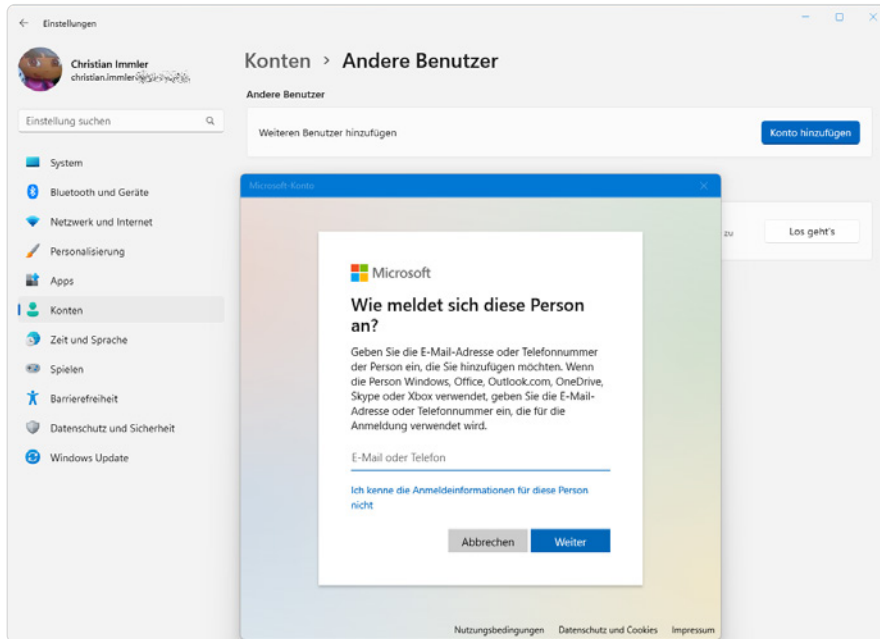 Einstellungen
Christian Immler
christian.immler
Einstellung suchen
System
Bluetooth und Geräte
Netzwerk und Internet
Personalisierung
Apps
Konten
Zeit und Sprache
Spielen
Barrierefreiheit
Datenschutz und Sicherheit
Windows Update
Konten > Andere Benutzer
Andere Benutzer
Weiteren Benutzer hinzufügen
Konto hinzufügen
zu
Los geht's
Microsoft-Konto
Microsoft
Wie meldet sich diese Person
an?
Geben Sie die E-Mail-Adresse oder Telefonnummer
der Person ein, die Sie hinzufügen möchten. Wenn
die Person Windows, Office, Outlook.com, OneDrive,
Skype oder Xbox verwendet, geben Sie die E-Mail-
Adresse oder Telefonnummer ein, die für die
Anmeldung verwendet wird.
E-Mail oder Telefon
Ich kenne die Anmeldeinformationen für diese Person
nicht
Abbrechen
Weiter
Nutzungsbedingungen Datenschutz und Cookies Impressum